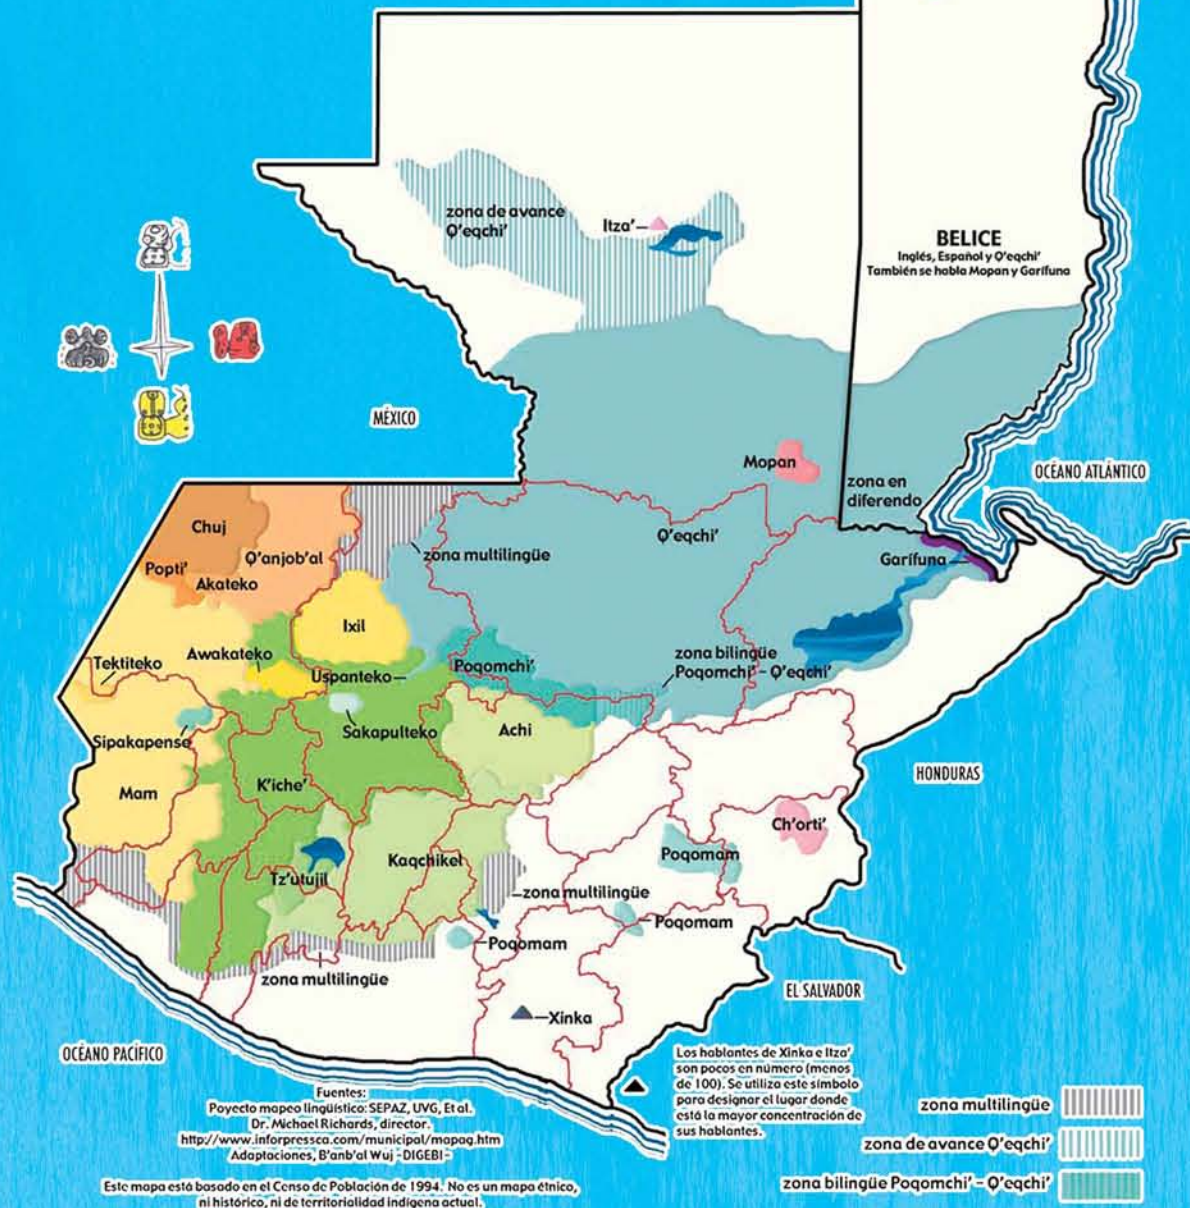 zona de avance
Q'eqchi'
Itza'
BELICE
Inglés, Español y Q'eqchi'
También se habla Mopan y Garífuna
MÉXICO
Mopan
zona en
diferendo
OCÉANO ATLÁNTICO
Chuj
Q'anjob'al
zona multilingüe
Q'eqchi'
Garífuna
Popti'
Akateko
Ixil
Tektiteko
Awakateko
Uspanteko
Poqomchi'
zona bilingüe
Poqomchi' - Q'eqchi'
Sipakapense
Sakapulteko
Achi
Mam
K'iche'
HONDURAS
Ch'orti'
Tz'utujil
Kaqchikel
Poqomam
zona multilingüe
Poqomam
Poqomam
zona multilingüe
EL SALVADOR
Xinka
OCÉANO PACÍFICO
Los hablantes de Xinka e Itza'
son pocos en número (menos
de 100). Se utiliza este símbolo
para designar el lugar donde
está la mayor concentración de
sus hablantes.
Fuentes:
Poyecto mapeo lingüístico: SEPAZ, UVG, Et al.
Dr. Michael Richards, director.
http://www.inforpressca.com/municipal/mapag.htm
Adaptaciones, B'anb'al Wuj -DIGEBI-
Este mapa está basado en el Censo de Población de 1994. No es un mapa étnico,
ni histórico, ni de territorialidad indígena actual.
zona multilingüe
zona de avance Q'eqchi'
zona bilingüe Poqomchi' - Q'eqchi'